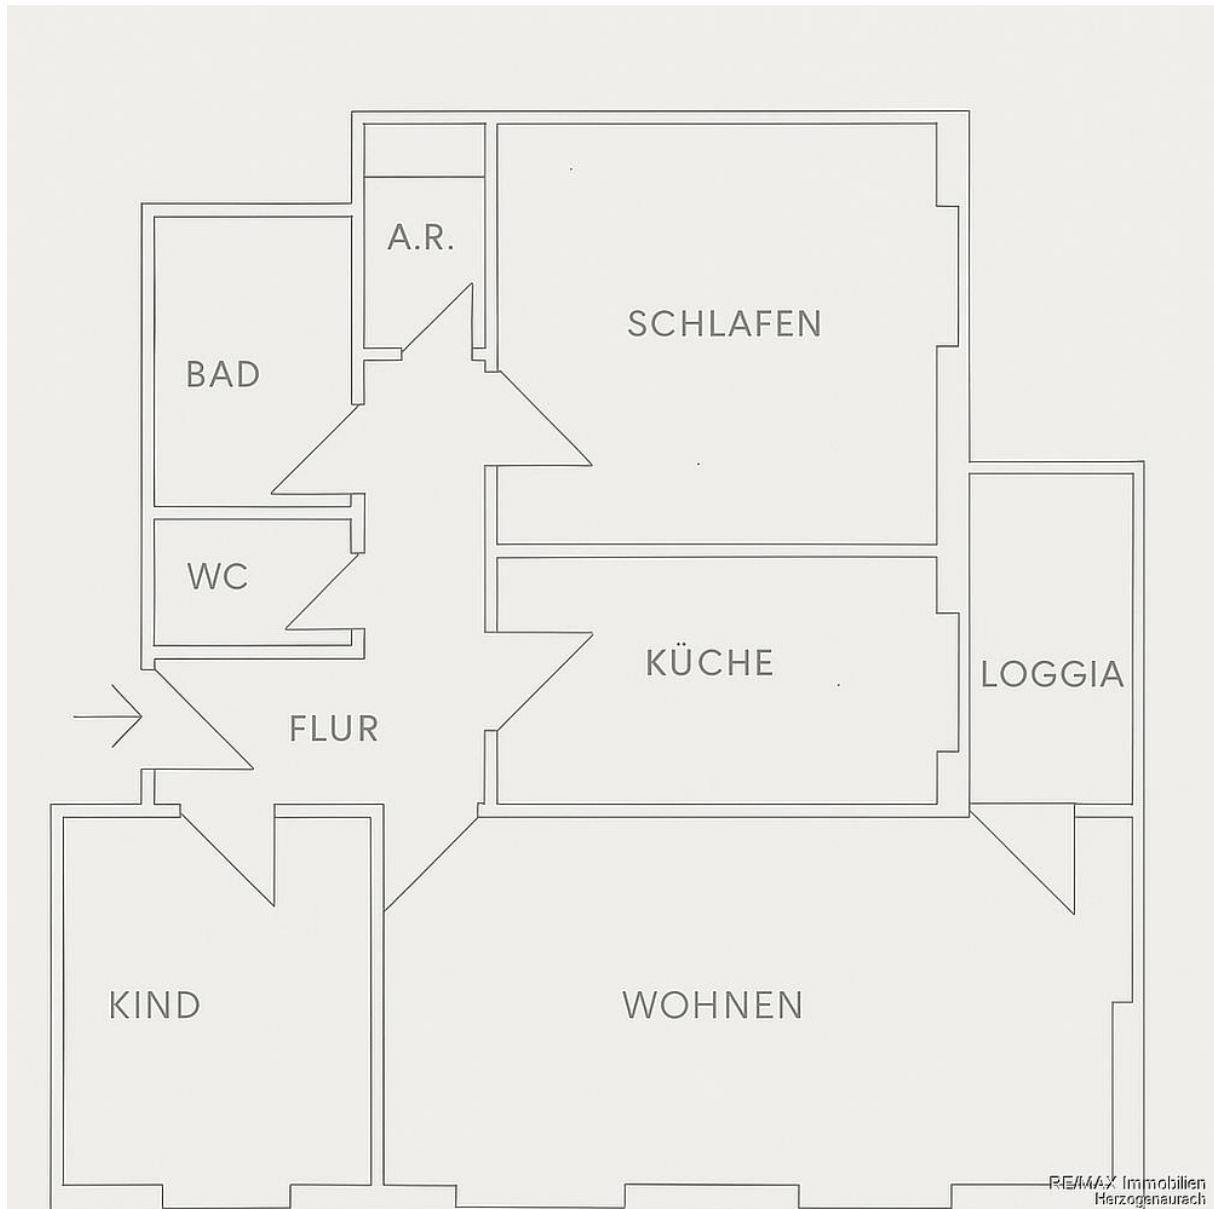 A.R.
SCHLAFEN
BAD
WC
KÜCHE
LOGGIA
FLUR
KIND
WOHNEN
RE/MAX Immobilien
Herzogenaurach